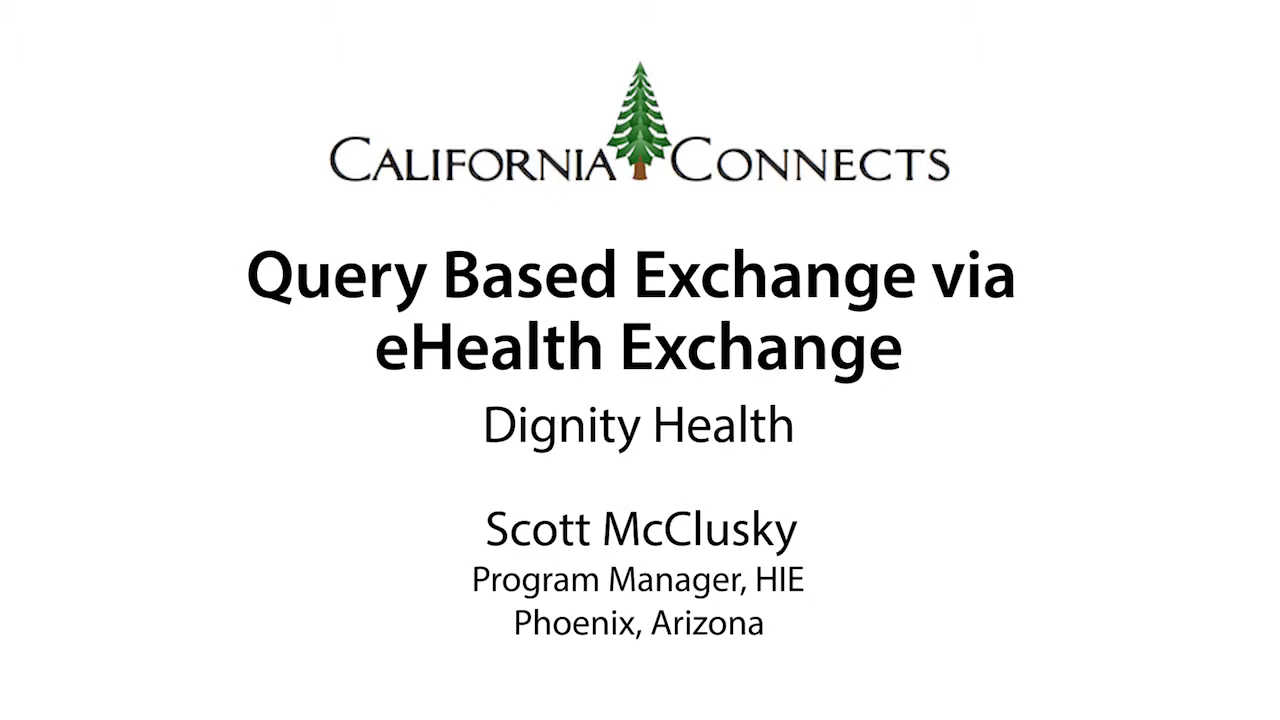 CALIFORNIA CONNECTS
Query Based Exchange via
eHealth Exchange
Dignity Health
Scott McClusky
Program Manager, HIE
Phoenix, Arizona